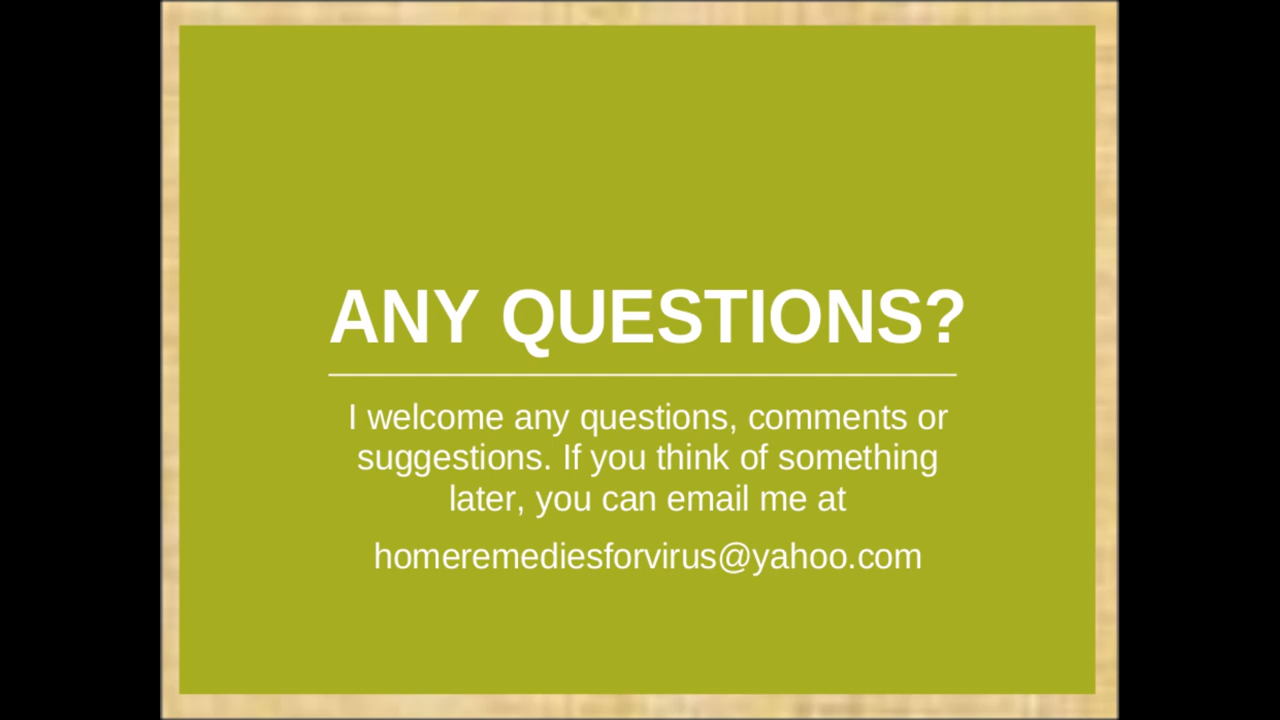 ANY QUESTIONS?
I welcome any questions, comments or
suggestions. If you think of something
later, you can email me at
homeremediesforvirus@yahoo.com